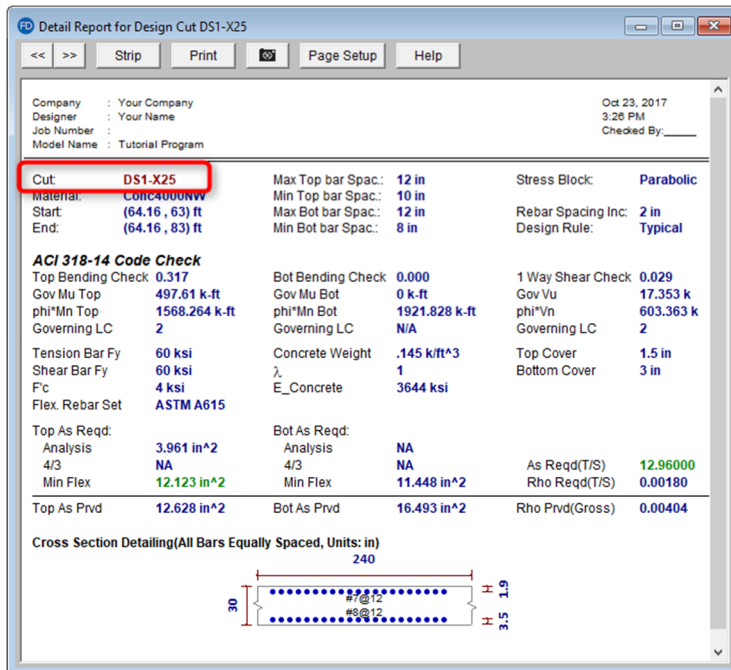 FD Detail Report for Design Cut DS1-X25
<< >> Strip Print Page Setup Help
Company : Your Company Oct 23, 2017
Designer : Your Name 3:26 PM
Job Number : Checked By:_____
Model Name : Tutorial Program
Cut: DS1-X25 Max Top bar Spac.: 12 in Stress Block: Parabolic
Material: Conc4000NW Min Top bar Spac.: 10 in
Start: (64.16 , 63) ft Max Bot bar Spac.: 12 in Rebar Spacing Inc: 2 in
End: (64.16 , 83) ft Min Bot bar Spac.: 8 in Design Rule: Typical
ACI 318-14 Code Check
Top Bending Check 0.317 Bot Bending Check 0.000 1 Way Shear Check 0.029
Gov Mu Top 497.61 k-ft Gov Mu Bot 0 k-ft Gov Vu 17.353 k
phi*Mn Top 1568.264 k-ft phi*Mn Bot 1921.828 k-ft phi*Vn 603.363 k
Governing LC 2 Governing LC N/A Governing LC 2
Tension Bar Fy 60 ksi Concrete Weight .145 k/ft^3 Top Cover 1.5 in
Shear Bar Fy 60 ksi λ 1 Bottom Cover 3 in
F'c 4 ksi E_Concrete 3644 ksi
Flex. Rebar Set ASTM A615
Top As Reqd: Bot As Reqd:
Analysis 3.961 in^2 Analysis NA
4/3 NA 4/3 NA As Reqd(T/S) 12.96000
Min Flex 12.123 in^2 Min Flex 11.448 in^2 Rho Reqd(T/S) 0.00180
Top As Prvd 12.628 in^2 Bot As Prvd 16.493 in^2 Rho Prvd(Gross) 0.00404
Cross Section Detailing(All Bars Equally Spaced, Units: in)
240
30 #7@12 1.9
#8@12 3.5